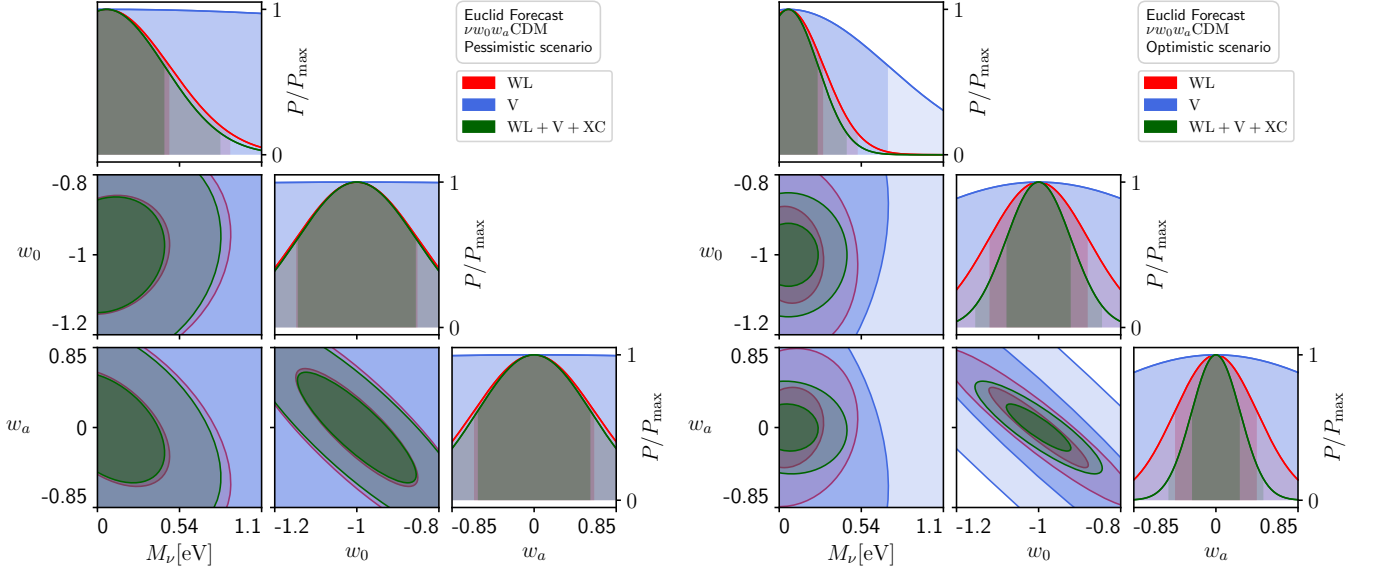 Euclid Forecast
νw₀wₐCDM
Pessimistic scenario
WL
V
WL + V + XC
1
P/Pmax
0
-0.8
w₀
-1
-1.2
1
P/Pmax
0
0.85
wₐ
0
-0.85
1
P/Pmax
0
0 0.54 1.1
Mν[eV]
-1.2 -1 -0.8
w₀
-0.85 0 0.85
wₐ
Euclid Forecast
νw₀wₐCDM
Optimistic scenario
WL
V
WL + V + XC
1
P/Pmax
0
-0.8
w₀
-1
-1.2
1
P/Pmax
0
0.85
wₐ
0
-0.85
1
P/Pmax
0
0 0.54 1.1
Mν[eV]
-1.2 -1 -0.8
w₀
-0.85 0 0.85
wₐ